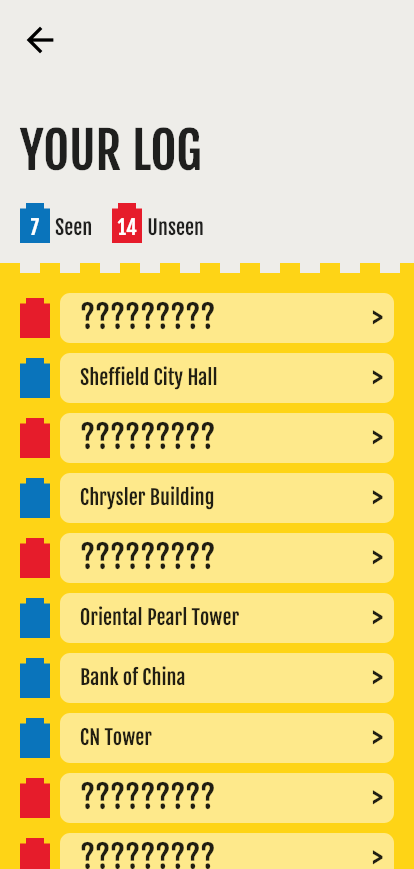 YOUR LOG
7 Seen 14 Unseen
????????? >
Sheffield City Hall >
????????? >
Chrysler Building >
????????? >
Oriental Pearl Tower >
Bank of China >
CN Tower >
????????? >
????????? >